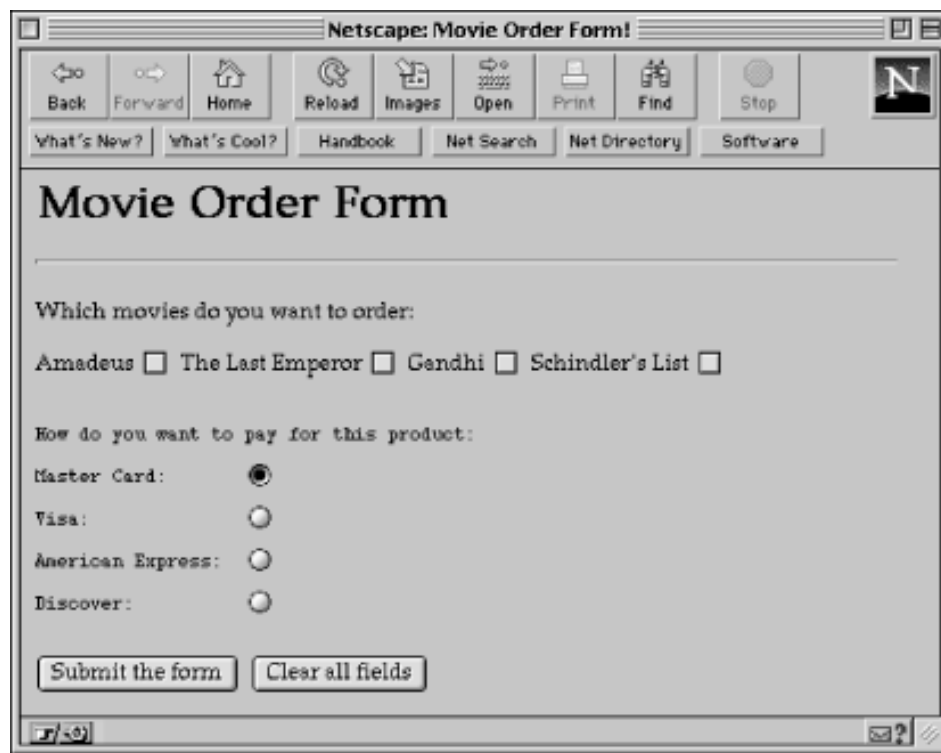 Netscape: Movie Order Form!
Back Forward Home Reload Images Open Print Find Stop
N
What's New? What's Cool? Handbook Net Search Net Directory Software
Movie Order Form
Which movies do you want to order:
Amadeus The Last Emperor Gandhi Schindler's List
How do you want to pay for this product:
Master Card:
Visa:
American Express:
Discover:
Submit the form Clear all fields
?